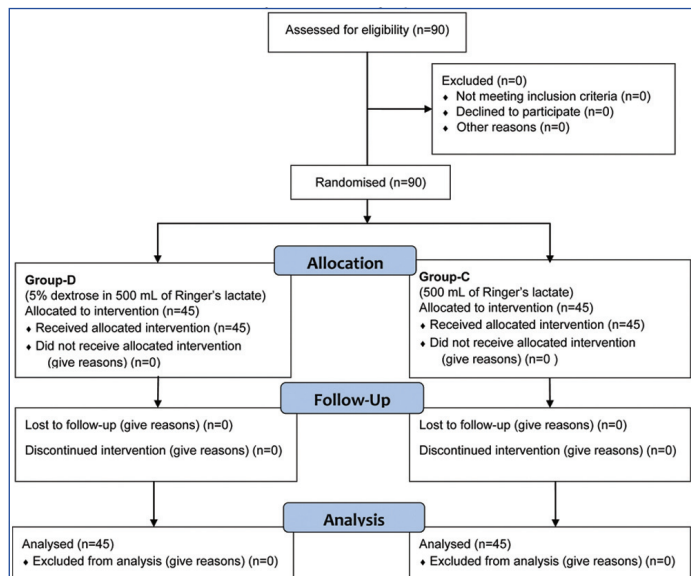 Assessed for eligibility (n=90)
Excluded (n=0)
♦ Not meeting inclusion criteria (n=0)
♦ Declined to participate (n=0)
♦ Other reasons (n=0)
Randomised (n=90)
Allocation
Group-D
(5% dextrose in 500 mL of Ringer's lactate)
Allocated to intervention (n=45)
♦ Received allocated intervention (n=45)
♦ Did not receive allocated intervention
(give reasons) (n=0)
Group-C
(500 mL of Ringer's lactate)
Allocated to intervention (n=45)
♦ Received allocated intervention (n=45)
♦ Did not receive allocated intervention
(give reasons) (n=0 )
Follow-Up
Lost to follow-up (give reasons) (n=0)
Discontinued intervention (give reasons) (n=0)
Lost to follow-up (give reasons) (n=0)
Discontinued intervention (give reasons) (n=0)
Analysis
Analysed (n=45)
♦ Excluded from analysis (give reasons) (n=0)
Analysed (n=45)
♦ Excluded from analysis (give reasons) (n=0)